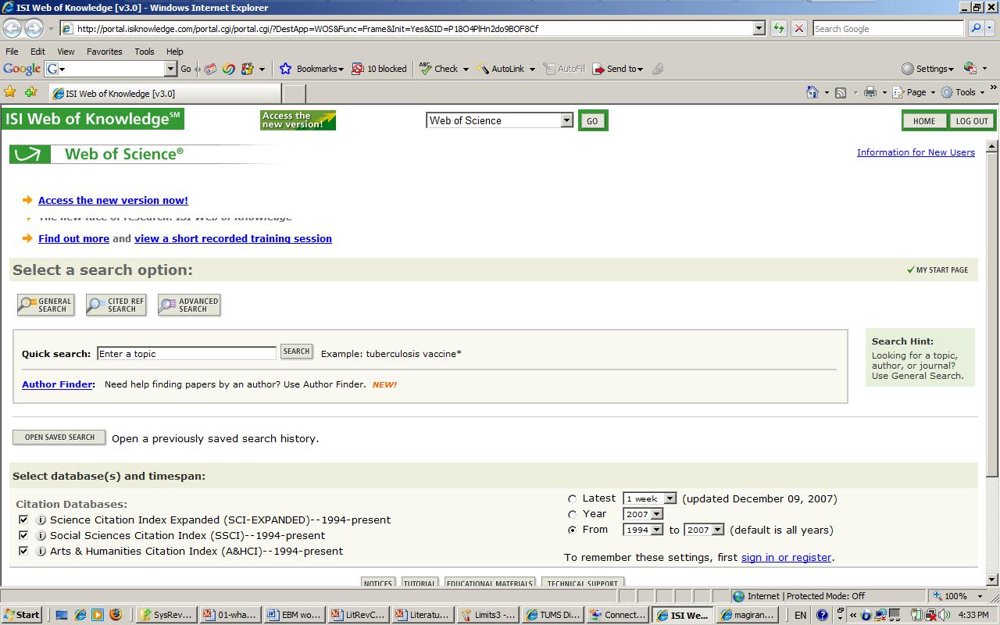 ISI Web of Knowledge [v3.0] - Windows Internet Explorer
http://portal.isiknowledge.com/portal.cgi/portal.cgi/?DestApp=WOS&Func=Frame&Init=Yes&SID=P18O4PlHn2do9BOF8Cf
Search Google
File Edit View Favorites Tools Help
Google G Go Bookmarks 10 blocked ABC Check AutoLink AutoFill Send to Settings
ISI Web of Knowledge [v3.0] Page Tools »
ISI Web of Knowledge℠ Access the new version! Web of Science GO HOME LOG OUT
Web of Science® Information for New Users
Access the new version now!
The new face of research: ISI Web of Knowledge
Find out more and view a short recorded training session
Select a search option: MY START PAGE
GENERAL SEARCH CITED REF SEARCH ADVANCED SEARCH
Quick search: Enter a topic SEARCH Example: tuberculosis vaccine*
Author Finder: Need help finding papers by an author? Use Author Finder. NEW!
Search Hint:
Looking for a topic,
author, or journal?
Use General Search.
OPEN SAVED SEARCH Open a previously saved search history.
Select database(s) and timespan:
Citation Databases:
Science Citation Index Expanded (SCI-EXPANDED)--1994-present
Social Sciences Citation Index (SSCI)--1994-present
Arts & Humanities Citation Index (A&HCI)--1994-present
Latest 1 week (updated December 09, 2007)
Year 2007
From 1994 to 2007 (default is all years)
To remember these settings, first sign in or register.
NOTICES TUTORIAL EDUCATIONAL MATERIALS TECHNICAL SUPPORT
Internet | Protected Mode: Off 100%
Start SysRev... 01-wha... EBM wo... LitRevC... Literatu... Limits3 -... TUMS Di... Connect... ISI We... magiran... EN « 4:33 PM